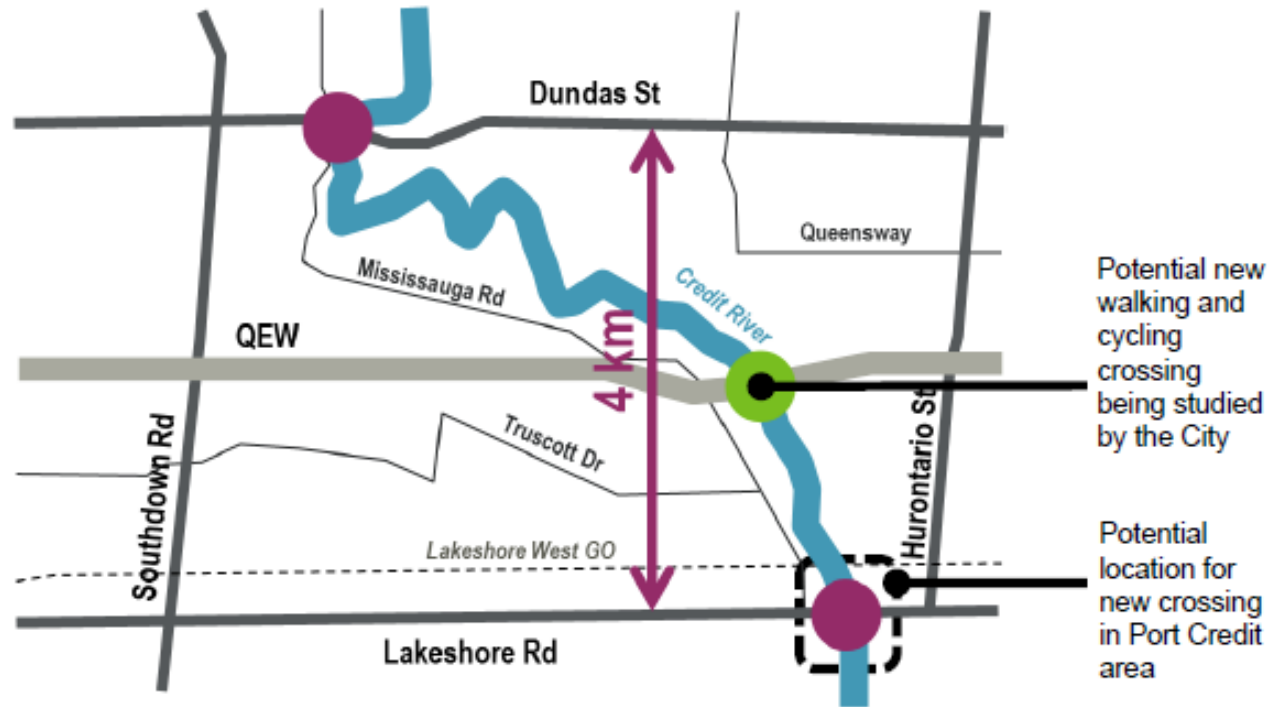 Dundas St
Queensway
Credit River
Mississauga Rd
QEW
4 km
Potential new
walking and
cycling
crossing
being studied
by the City
Truscott Dr
Southdown Rd
Hurontario St
Lakeshore West GO
Potential
location for
new crossing
in Port Credit
area
Lakeshore Rd